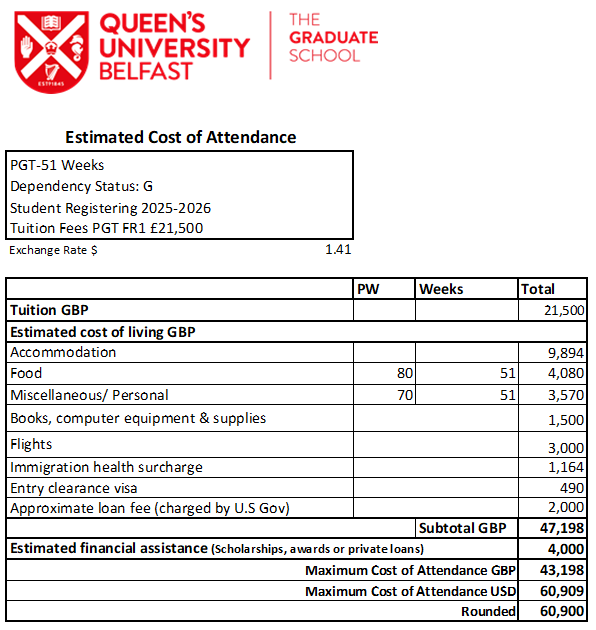 QUEEN'S
UNIVERSITY
BELFAST
ESTD1845
THE
GRADUATE
SCHOOL
Estimated Cost of Attendance
PGT-51 Weeks
Dependency Status: G
Student Registering 2025-2026
Tuition Fees PGT FR1 £21,500
Exchange Rate $ 1.41
PW Weeks Total
Tuition GBP 21,500
Estimated cost of living GBP
Accommodation 9,894
Food 80 51 4,080
Miscellaneous/ Personal 70 51 3,570
Books, computer equipment & supplies 1,500
Flights 3,000
Immigration health surcharge 1,164
Entry clearance visa 490
Approximate loan fee (charged by U.S Gov) 2,000
Subtotal GBP 47,198
Estimated financial assistance (Scholarships, awards or private loans) 4,000
Maximum Cost of Attendance GBP 43,198
Maximum Cost of Attendance USD 60,909
Rounded 60,900